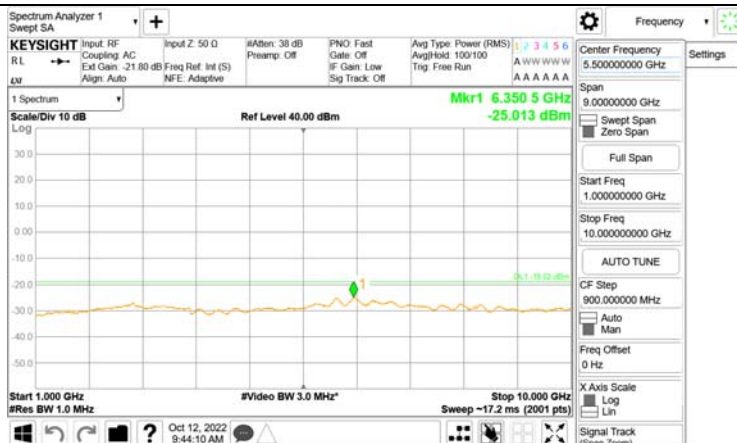 Spectrum Analyzer 1
Swept SA
Frequency
KEYSIGHT
RL
LXI
Input: RF
Coupling: AC
Ext Gain: -21.80 dB
Align: Auto
Input Z: 50 Ω
Freq Ref: Int (S)
NFE: Adaptive
#Atten: 38 dB
Preamp: Off
PNO: Fast
Gate: Off
IF Gain: Low
Sig Track: Off
Avg Type: Power (RMS)
Avg|Hold: 100/100
Trig: Free Run
1 2 3 4 5 6
A W W W W W
A A A A A A
1 Spectrum
Scale/Div 10 dB
Log
Ref Level 40.00 dBm
Mkr1 6.350 5 GHz
-25.013 dBm
30.0
20.0
10.0
0.00
-10.0
-20.0
-30.0
-40.0
-50.0
1
Start 1.000 GHz
#Res BW 1.0 MHz
#Video BW 3.0 MHz*
Stop 10.000 GHz
Sweep ~17.2 ms (2001 pts)
Center Frequency
5.500000000 GHz
Settings
Span
9.00000000 GHz
Swept Span
Zero Span
Full Span
Start Freq
1.000000000 GHz
Stop Freq
10.000000000 GHz
AUTO TUNE
CF Step
900.000000 MHz
Auto
Man
Freq Offset
0 Hz
X Axis Scale
Log
Lin
Signal Track
(Span Zoom)
?
Oct 12, 2022
9:44:10 AM